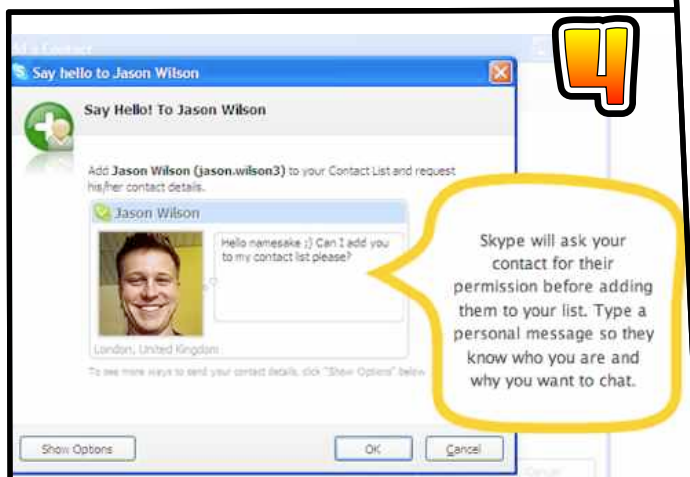 4
Add a Contact
Say hello to Jason Wilson
Say Hello! To Jason Wilson
Add Jason Wilson (jason.wilson3) to your Contact List and request
his/her contact details.
Jason Wilson
Hello namesake ;) Can I add you
to my contact list please?
London, United Kingdom
To see more ways to send your contact details, click "Show Options" below
Show Options
OK
Cancel
Cancel
Skype will ask your
contact for their
permission before adding
them to your list. Type a
personal message so they
know who you are and
why you want to chat.